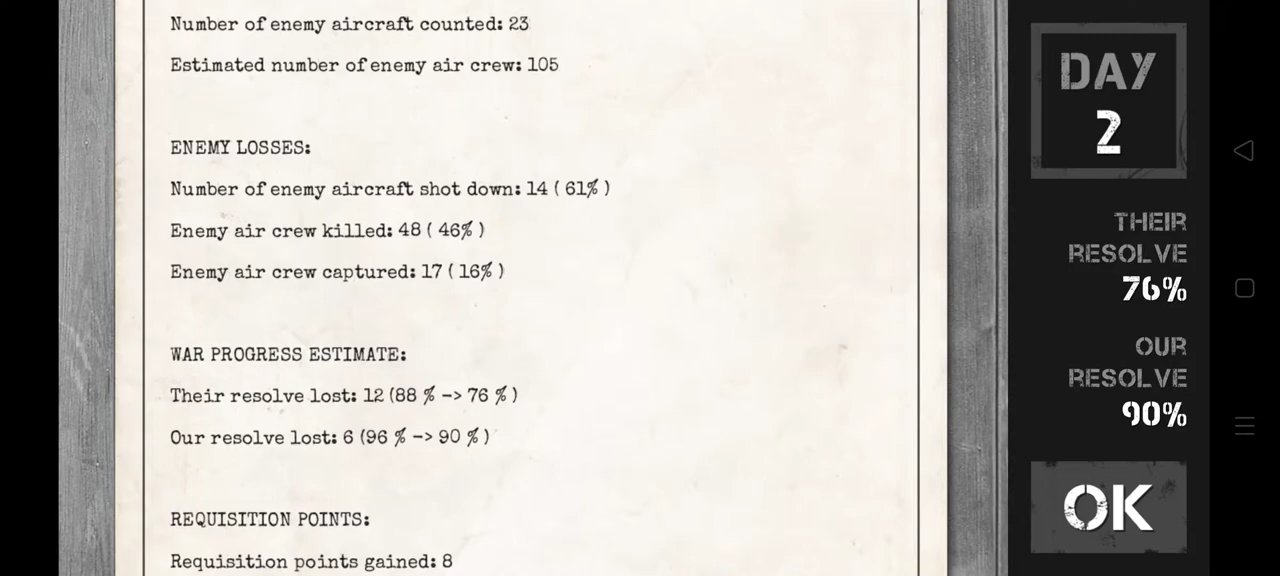 Number of enemy aircraft counted: 23
Estimated number of enemy air crew: 105
ENEMY LOSSES:
Number of enemy aircraft shot down: 14 ( 61% )
Enemy air crew killed: 48 ( 46% )
Enemy air crew captured: 17 ( 16% )
WAR PROGRESS ESTIMATE:
Their resolve lost: 12 (88 % -> 76 % )
Our resolve lost: 6 (96 % -> 90 % )
REQUISITION POINTS:
Requisition points gained: 8
DAY
2
THEIR
RESOLVE
76%
OUR
RESOLVE
90%
OK